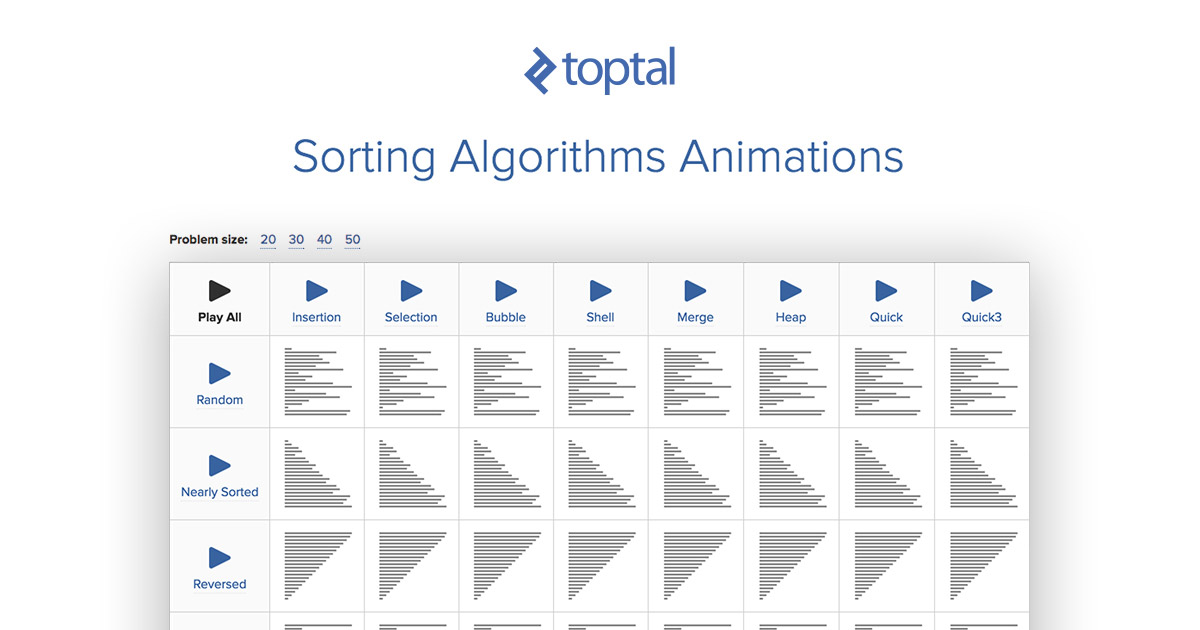 toptal
Sorting Algorithms Animations
Problem size: 20 30 40 50
Play All Insertion Selection Bubble Shell Merge Heap Quick Quick3
Random
Nearly Sorted
Reversed